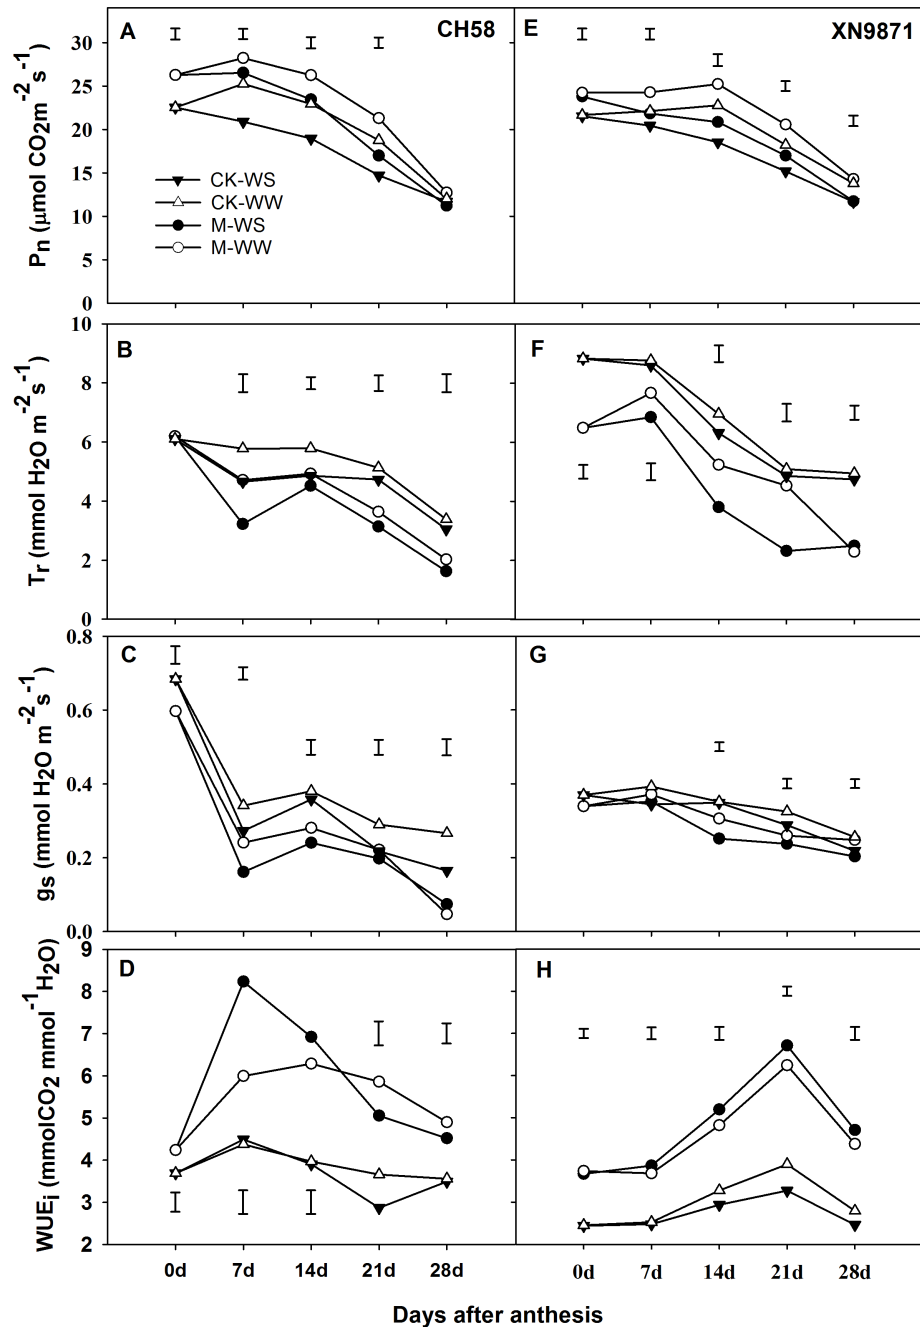 A
CH58
E
XN9871
30
25
20
15
10
5
0
Pn (μmol CO2m-2s-1)
CK-WS
CK-WW
M-WS
M-WW
B
F
10
8
6
4
2
0
Tr (mmol H2O m-2s-1)
C
G
0.8
0.6
0.4
0.2
0.0
gs (mmol H2O m-2s-1)
D
H
9
8
7
6
5
4
3
2
WUEi (mmolCO2 mmol-1H2O)
0d 7d 14d 21d 28d 0d 7d 14d 21d 28d
Days after anthesis